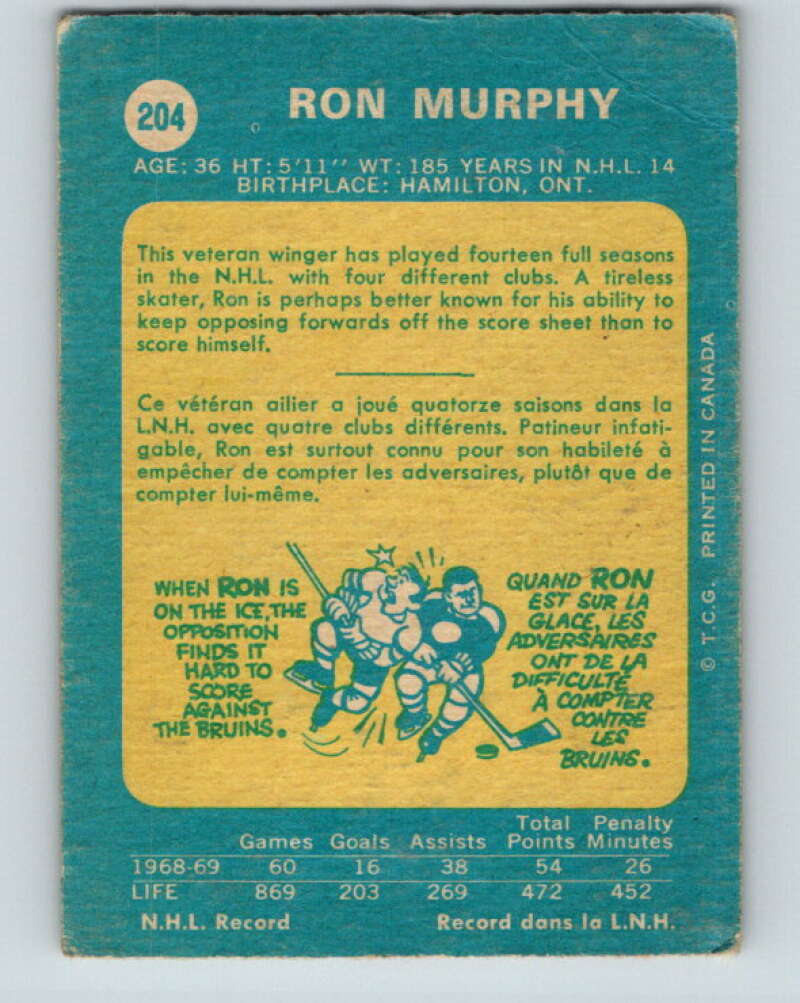 204
RON MURPHY
AGE: 36 HT: 5'11'' WT: 185 YEARS IN N.H.L. 14
BIRTHPLACE: HAMILTON, ONT.
This veteran winger has played fourteen full seasons
in the N.H.L. with four different clubs. A tireless
skater, Ron is perhaps better known for his ability to
keep opposing forwards off the score sheet than to
score himself.
Ce vétéran ailier a joué quatorze saisons dans la
L.N.H. avec quatre clubs différents. Patineur infati-
gable, Ron est surtout connu pour son habileté à
empêcher de compter les adversaires, plutôt que de
compter lui-même.
WHEN RON IS
ON THE ICE, THE
OPPOSITION
FINDS IT
HARD TO
SCORE
AGAINST
THE BRUINS.
QUAND RON
EST SUR LA
GLACE, LES
ADVERSAIRES
ONT DE LA
DIFFICULTÉ
À COMPTER
CONTRE
LES
BRUINS.
© T.C.G. PRINTED IN CANADA
Total Penalty
Games Goals Assists Points Minutes
1968-69 60 16 38 54 26
LIFE 869 203 269 472 452
N.H.L. Record Record dans la L.N.H.